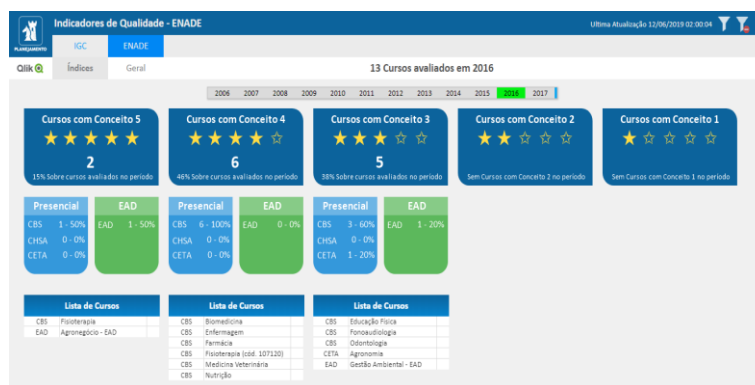 Indicadores de Qualidade - ENADE
Ultima Atualização 12/06/2019 02:00:04
PLANEJAMENTO
IGC ENADE
Qlik Índices Geral
13 Cursos avaliados em 2016
2006 2007 2008 2009 2010 2011 2012 2013 2014 2015 2016 2017
Cursos com Conceito 5
2
15% Sobre cursos avaliados no período
Cursos com Conceito 4
6
46% Sobre cursos avaliados no período
Cursos com Conceito 3
5
38% Sobre cursos avaliados no período
Cursos com Conceito 2
Sem Cursos com Conceito 2 no período
Cursos com Conceito 1
Sem Cursos com Conceito 1 no período
Presencial
CBS 1 - 50%
CHSA 0 - 0%
CETA 0 - 0%
EAD
EAD 1 - 50%
Presencial
CBS 6 - 100%
CHSA 0 - 0%
CETA 0 - 0%
EAD
EAD 0 - 0%
Presencial
CBS 3 - 60%
CHSA 0 - 0%
CETA 1 - 20%
EAD
EAD 1 - 20%
Lista de Cursos
CBS Fisioterapia
EAD Agronegócio - EAD
Lista de Cursos
CBS Biomedicina
CBS Enfermagem
CBS Farmácia
CBS Fisioterapia (cód. 107120)
CBS Medicina Veterinária
CBS Nutrição
Lista de Cursos
CBS Educação Física
CBS Fonoaudiologia
CBS Odontologia
CETA Agronomia
EAD Gestão Ambiental - EAD